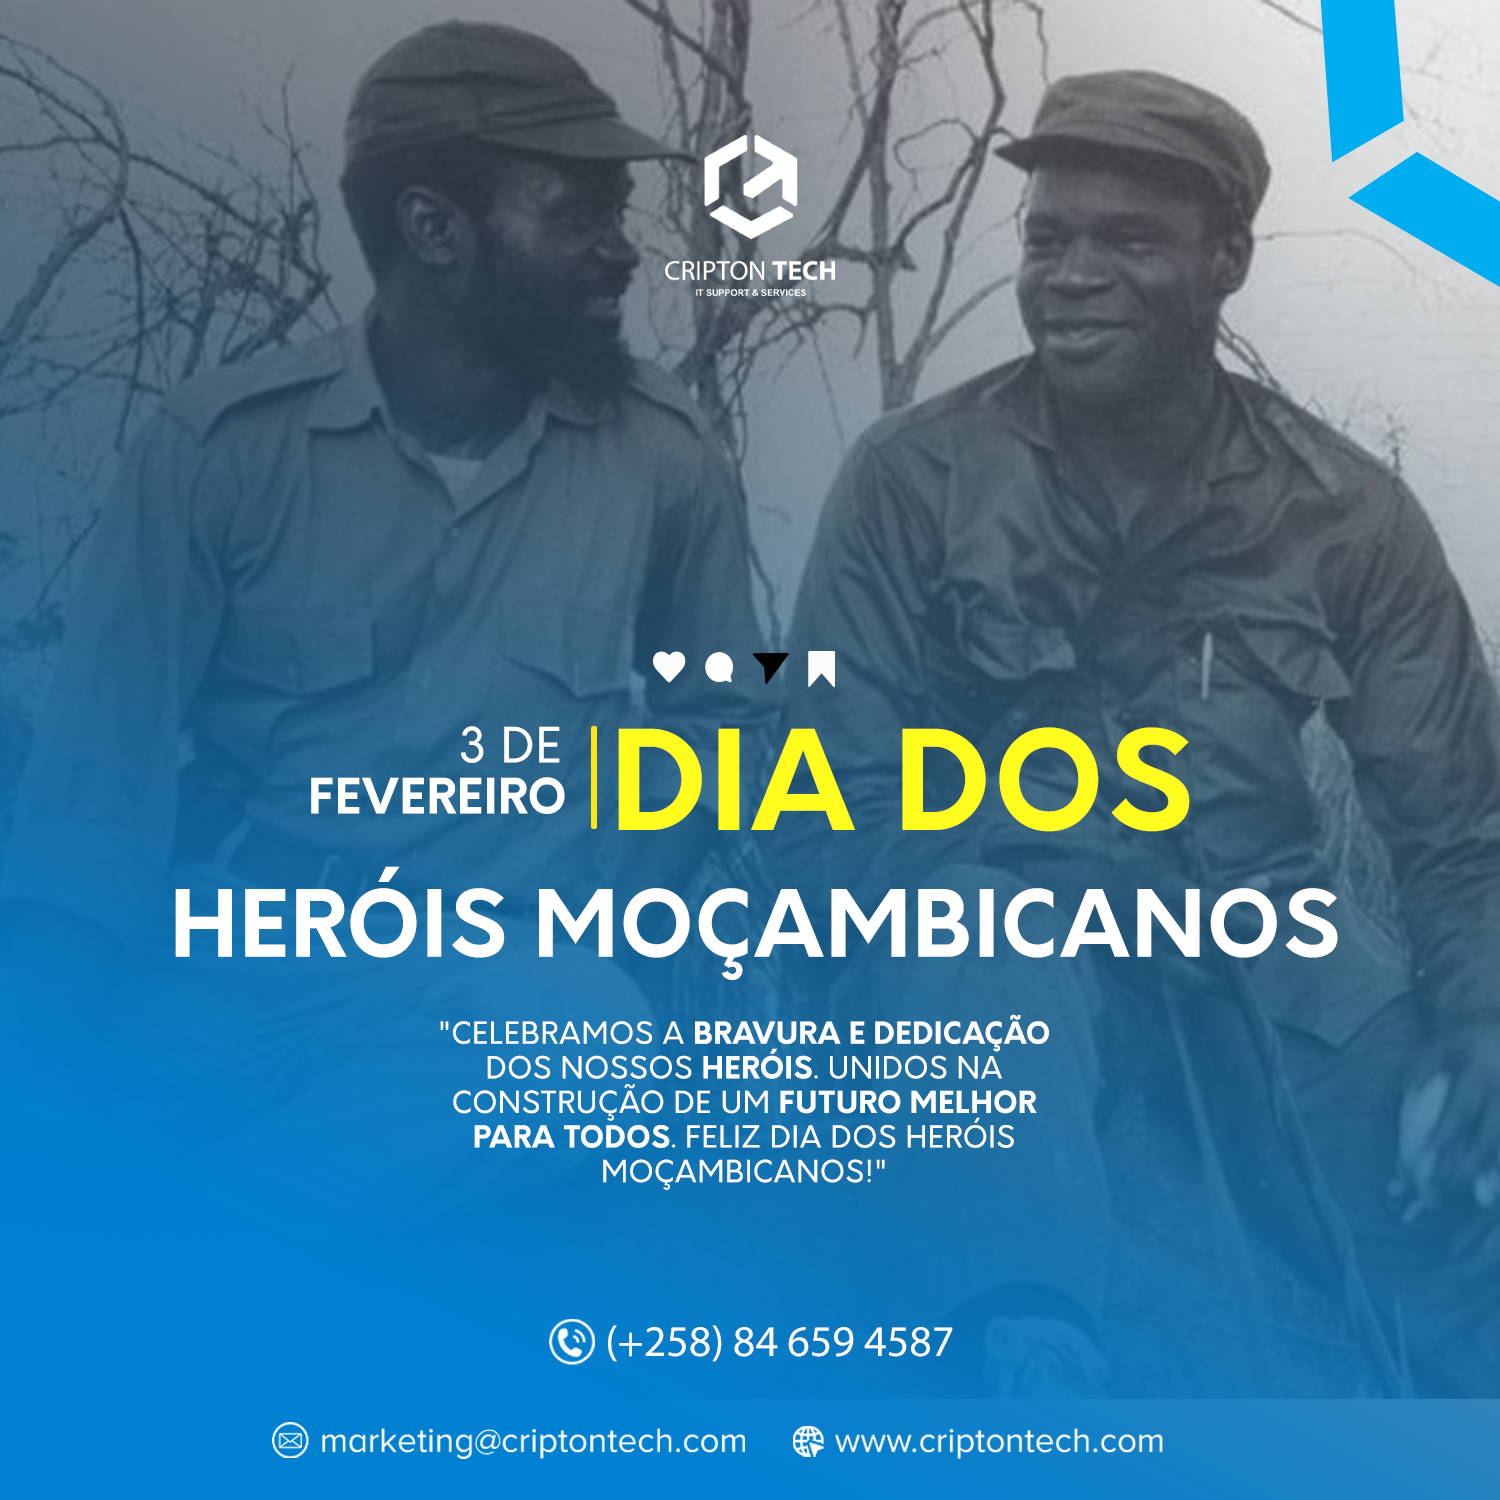 CRIPTON TECH
IT SUPPORT & SERVICES
3 DE
FEVEREIRO
DIA DOS
HERÓIS MOÇAMBICANOS
"CELEBRAMOS A BRAVURA E DEDICAÇÃO
DOS NOSSOS HERÓIS. UNIDOS NA
CONSTRUÇÃO DE UM FUTURO MELHOR
PARA TODOS. FELIZ DIA DOS HERÓIS
MOÇAMBICANOS!"
(+258) 84 659 4587
marketing@criptontech.com
www.criptontech.com